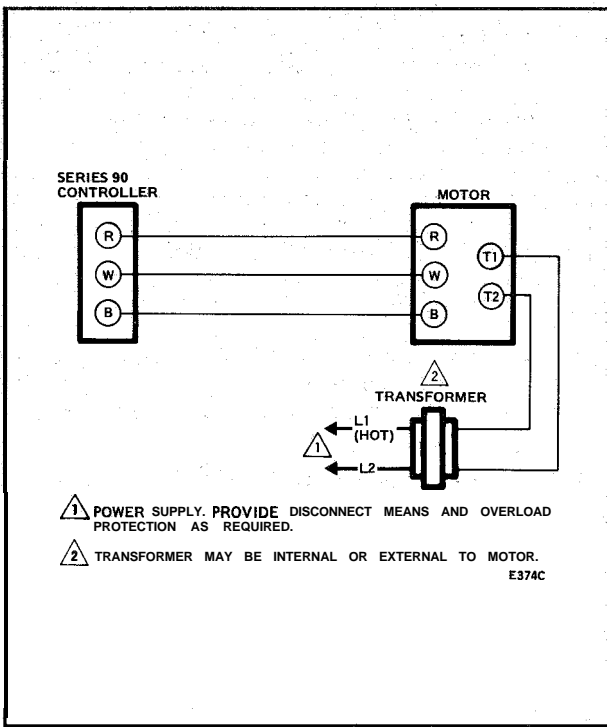 SERIES 90
CONTROLLER
MOTOR
R
R
T1
W
W
T2
B
B
2
TRANSFORMER
L1
(HOT)
1
L2
1 POWER SUPPLY. PROVIDE DISCONNECT MEANS AND OVERLOAD
PROTECTION AS REQUIRED.
2 TRANSFORMER MAY BE INTERNAL OR EXTERNAL TO MOTOR.
E374C